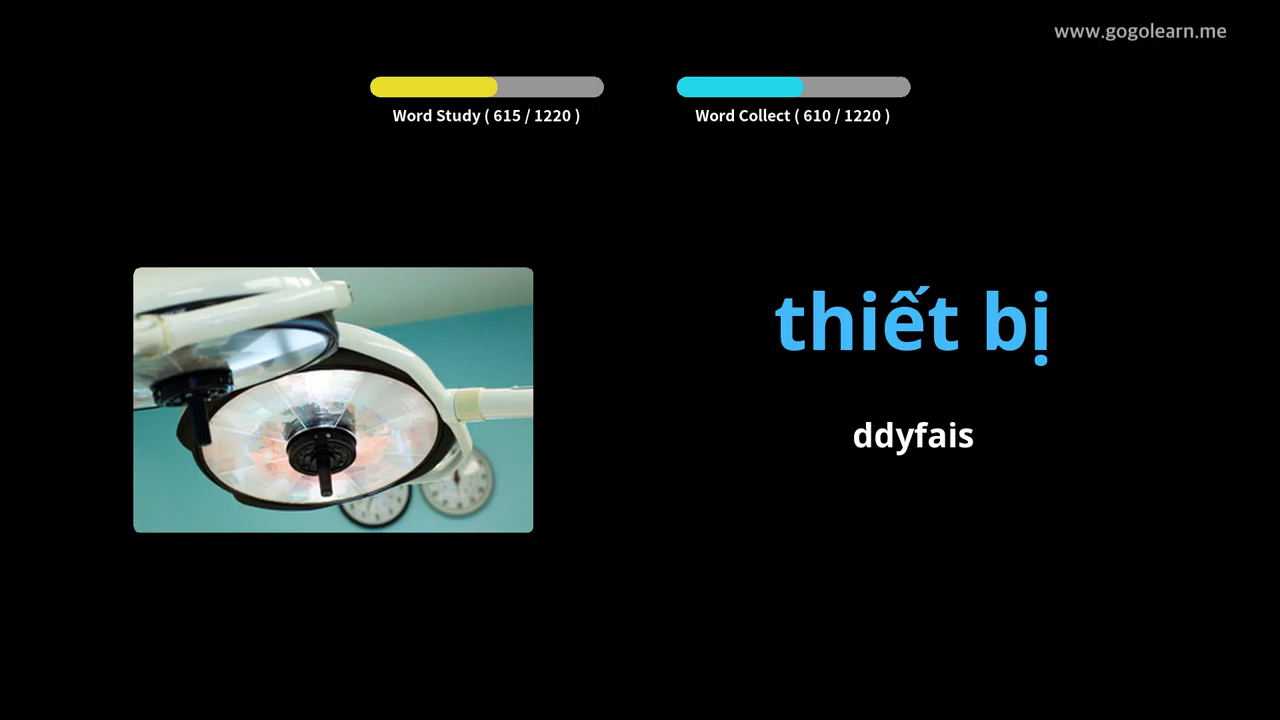 www.gogolearn.me
Word Study ( 615 / 1220 )
Word Collect ( 610 / 1220 )
thiết bị
ddyfais